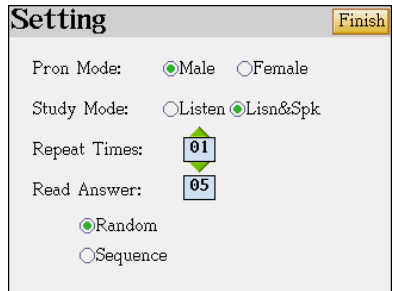 Setting Finish
Pron Mode: Male Female
Study Mode: Listen Lisn&Spk
Repeat Times: 01
Read Answer: 05
Random
Sequence